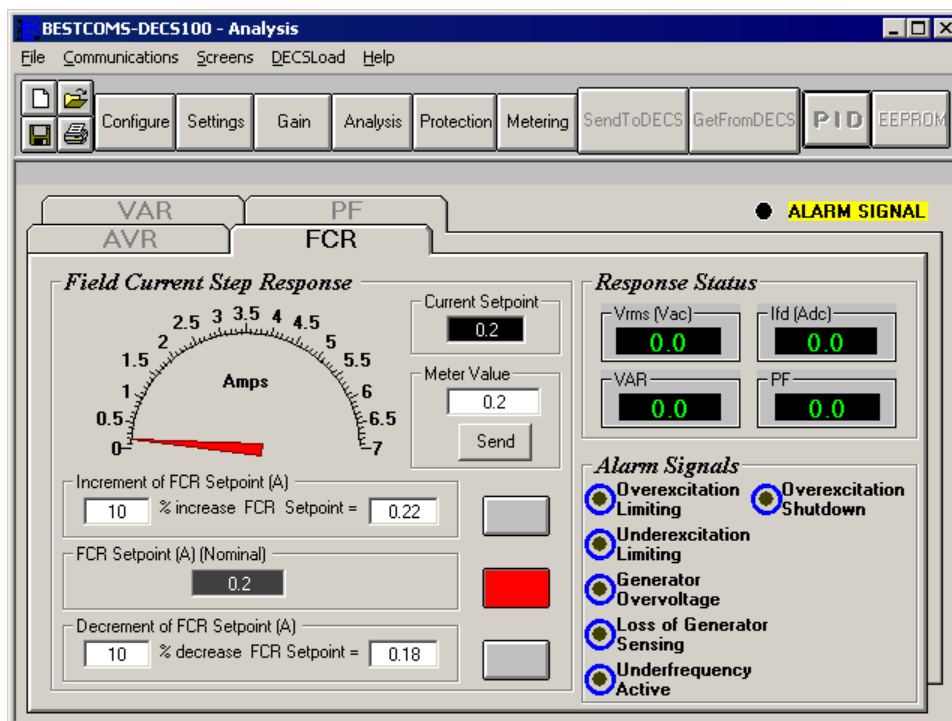 BESTCOMS-DECS100 - Analysis
File Communications Screens DECSLoad Help
Configure Settings Gain Analysis Protection Metering SendToDECS GetFromDECS PID EEPROM
VAR PF
ALARM SIGNAL
AVR FCR
Field Current Step Response
0 0.5 1 1.5 2 2.5 3 3.5 4 4.5 5 5.5 6 6.5 7
Amps
Current Setpoint
0.2
Meter Value
0.2
Send
Increment of FCR Setpoint (A)
10 % increase FCR Setpoint = 0.22
FCR Setpoint (A) (Nominal)
0.2
Decrement of FCR Setpoint (A)
10 % decrease FCR Setpoint = 0.18
Response Status
Vrms (Vac)
0.0
Ifd (Adc)
0.0
VAR
0.0
PF
0.0
Alarm Signals
Overexcitation
Limiting
Overexcitation
Shutdown
Underexcitation
Limiting
Generator
Overvoltage
Loss of Generator
Sensing
Underfrequency
Active